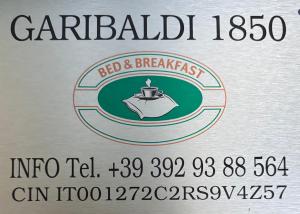 GARIBALDI 1850
BED & BREAKFAST
INFO Tel. +39 392 93 88 564
CIN IT001272C2RS9V4Z57